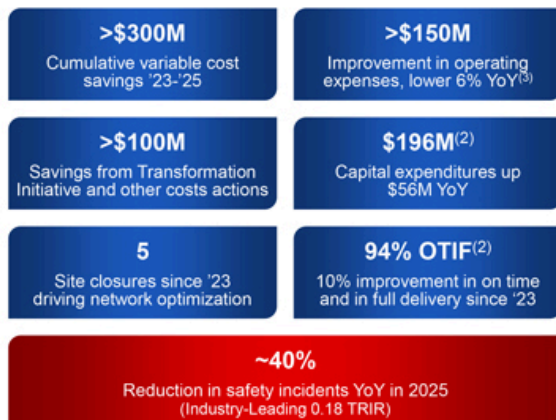 >$300M
Cumulative variable cost
savings ’23-’25
>$150M
Improvement in operating
expenses, lower 6% YoY(3)
>$100M
Savings from Transformation
Initiative and other costs actions
$196M(2)
Capital expenditures up
$56M YoY
5
Site closures since ’23
driving network optimization
94% OTIF(2)
10% improvement in on time
and in full delivery since ‘23
~40%
Reduction in safety incidents YoY in 2025
(Industry-Leading 0.18 TRIR)